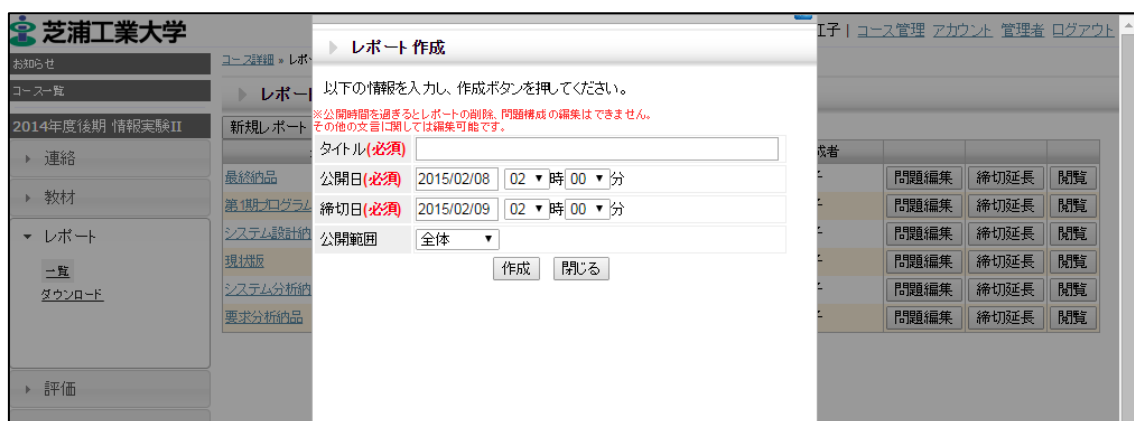 芝浦工業大学
江子 | コース管理 アカウント 管理者 ログアウト
お知らせ
コース一覧
2014年度後期 情報実験II
連絡
教材
レポート
一覧
ダウンロード
評価
コース詳細 » レポ
レポー
新規レポート
レポート作成
以下の情報を入力し、作成ボタンを押してください。
※公開時間を過ぎるとレポートの削除、問題構成の編集はできません。
その他の文言に関しては編集可能です。
タイトル(必須)
公開日(必須) 2015/02/08 02 時 00 分
締切日(必須) 2015/02/09 02 時 00 分
公開範囲 全体
作成 閉じる
成者
最終納品 問題編集 締切延長 閲覧
第1期プログラム 問題編集 締切延長 閲覧
システム設計納 問題編集 締切延長 閲覧
現状版 問題編集 締切延長 閲覧
システム分析納 問題編集 締切延長 閲覧
要求分析納品 問題編集 締切延長 閲覧